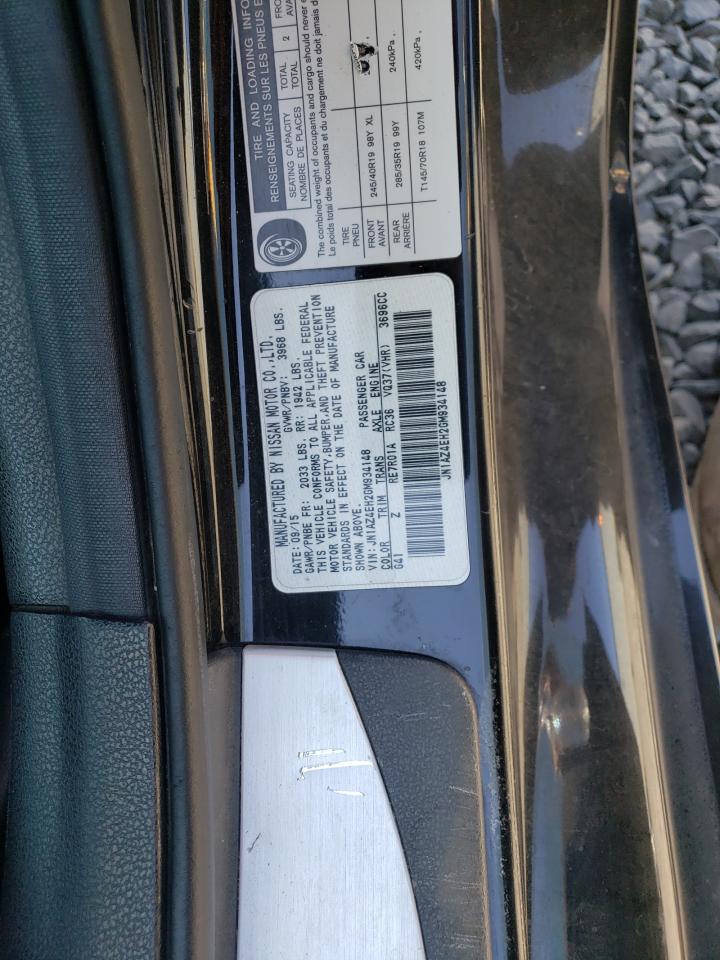 TIRE AND LOADING INFO
RENSEIGNEMENTS SUR LES PNEUS E
SEATING CAPACITY TOTAL 2 FRO
NOMBRE DE PLACES TOTAL AVA
The combined weight of occupants and cargo should never e
Le poids total des occupants et du chargement ne doit jamais d
TIRE
PNEU
FRONT 245/40R19 98Y XL ,
AVANT
REAR 285/35R19 99Y 240kPa,
ARRIÈRE
T145/70R18 107M 420kPa,
MANUFACTURED BY NISSAN MOTOR CO.,LTD.
DATE: 09/15 GVWR/PNBV: 3968 LBS.
GAWR/PNBE FR: 2033 LBS. RR: 1942 LBS.
THIS VEHICLE CONFORMS TO ALL APPLICABLE FEDERAL
MOTOR VEHICLE SAFETY,BUMPER,AND THEFT PREVENTION
STANDARDS IN EFFECT ON THE DATE OF MANUFACTURE
SHOWN ABOVE.
VIN: JN1AZ4EH2GM934148 PASSENGER CAR
COLOR TRIM TRANS AXLE ENGINE
G41 Z RE7R01A RC36 VQ37(VHR) 3696CC
JN1AZ4EH2GM934148